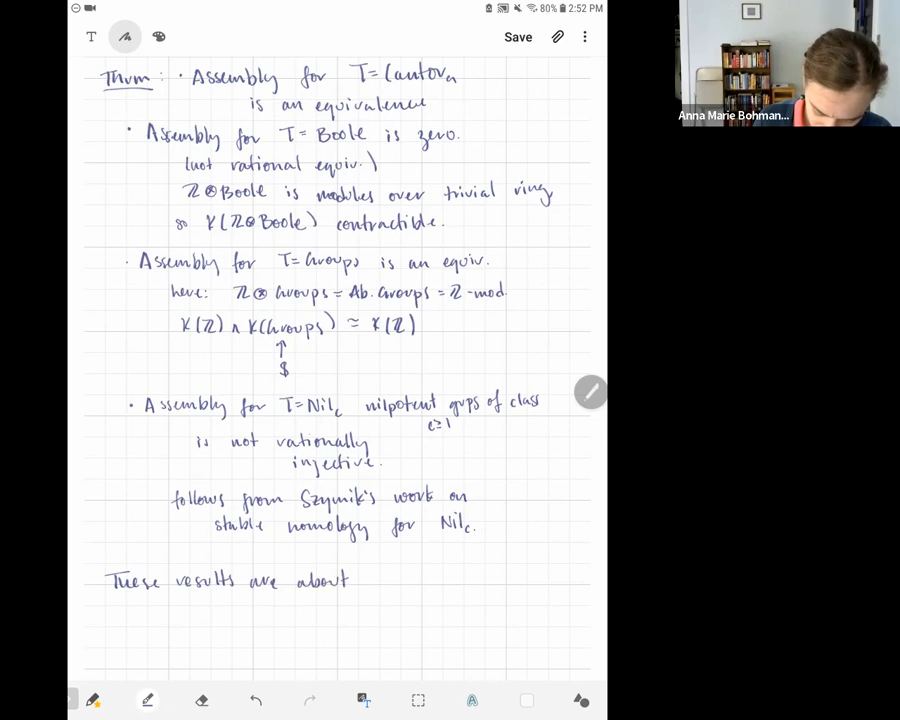 80% 2:52 PM
T Save
Anna Marie Bohman...
Thm: · Assembly for T=Cantor_a
is an equivalence
· Assembly for T=Boole is zero.
(not rational equiv.)
ℤ⊗Boole is modules over trivial ring
so K(ℤ⊗Boole) contractible.
· Assembly for T=Groups is an equiv.
here: ℤ⊗Groups = Ab.Groups = ℤ-mod.
K(ℤ) ∧ K(Groups) ≃ K(ℤ)
↑
$
· Assembly for T=Nil_c nilpotent grps of class
c≥1
is not rationally
injective.
follows from Szymik's work on
stable homology for Nil_c.
These results are about